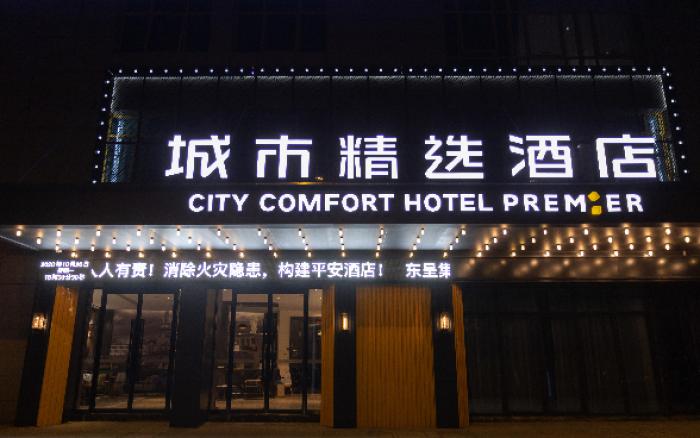 城市精选酒店
CITY COMFORT HOTEL PREMIER
人人有责！消除火灾隐患，构建平安酒店！ 东呈集